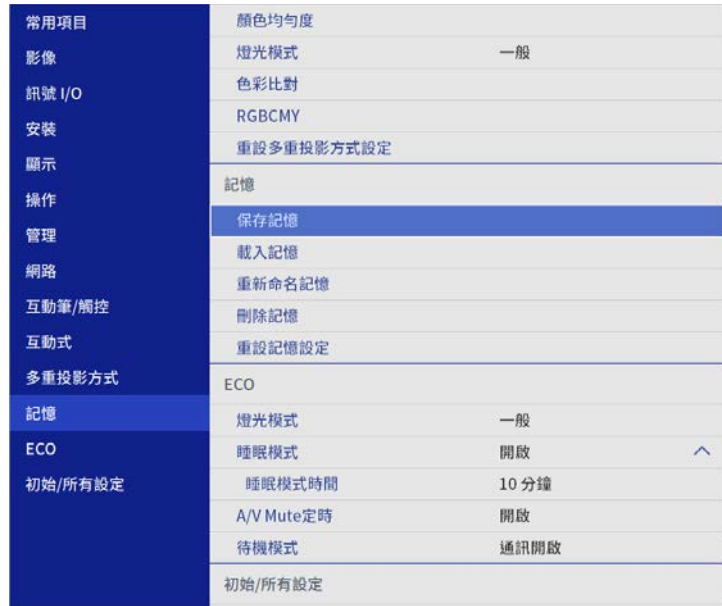 常用項目
影像
訊號 I/O
安裝
顯示
操作
管理
網路
互動筆/觸控
互動式
多重投影方式
記憶
ECO
初始/所有設定
顏色均勻度
燈光模式 一般
色彩比對
RGBCMY
重設多重投影方式設定
記憶
保存記憶
載入記憶
重新命名記憶
刪除記憶
重設記憶設定
ECO
燈光模式 一般
睡眠模式 開啟
睡眠模式時間 10 分鐘
A/V Mute定時 開啟
待機模式 通訊開啟
初始/所有設定